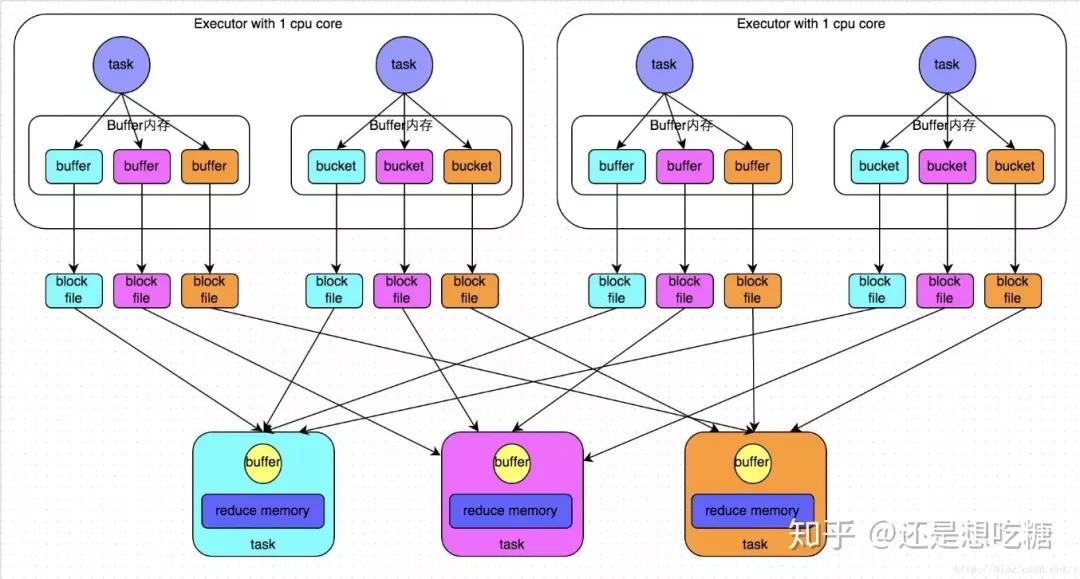 Executor with 1 cpu core
Executor with 1 cpu core
task
task
task
task
Buffer内存
Buffer内存
Buffer内存
Buffer内存
buffer
buffer
buffer
bucket
bucket
bucket
buffer
buffer
buffer
bucket
bucket
bucket
block
file
block
file
block
file
block
file
block
file
block
file
block
file
block
file
block
file
block
file
block
file
block
file
buffer
buffer
buffer
reduce memory
reduce memory
reduce memory
task
task
task
知乎 @还是想吃糖